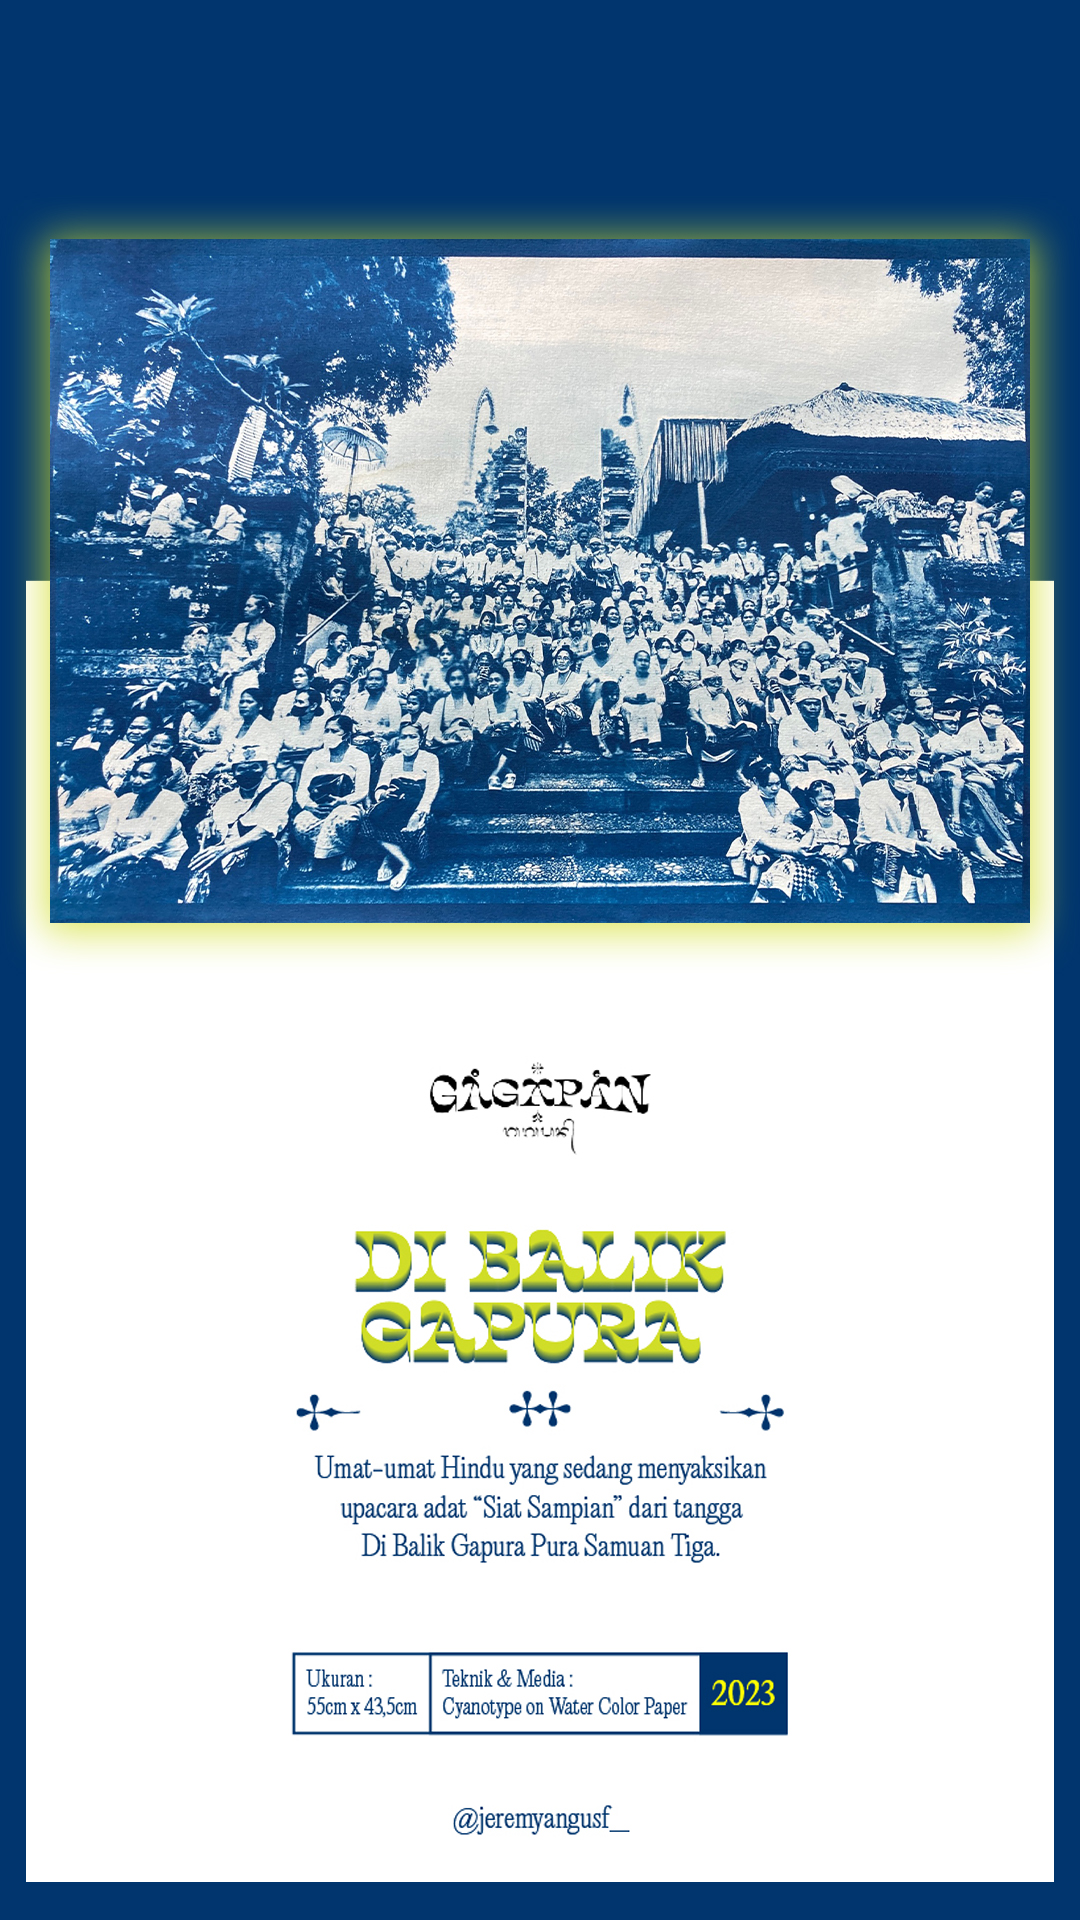 GAGAPAN
ᬕᬕᬧᬦ᭄
DI BALIK
GAPURA
Umat-umat Hindu yang sedang menyaksikan
upacara adat “Siat Sampian” dari tangga
Di Balik Gapura Pura Samuan Tiga.
Ukuran :
55cm x 43,5cm
Teknik & Media :
Cyanotype on Water Color Paper
2023
@jeremyangusf_